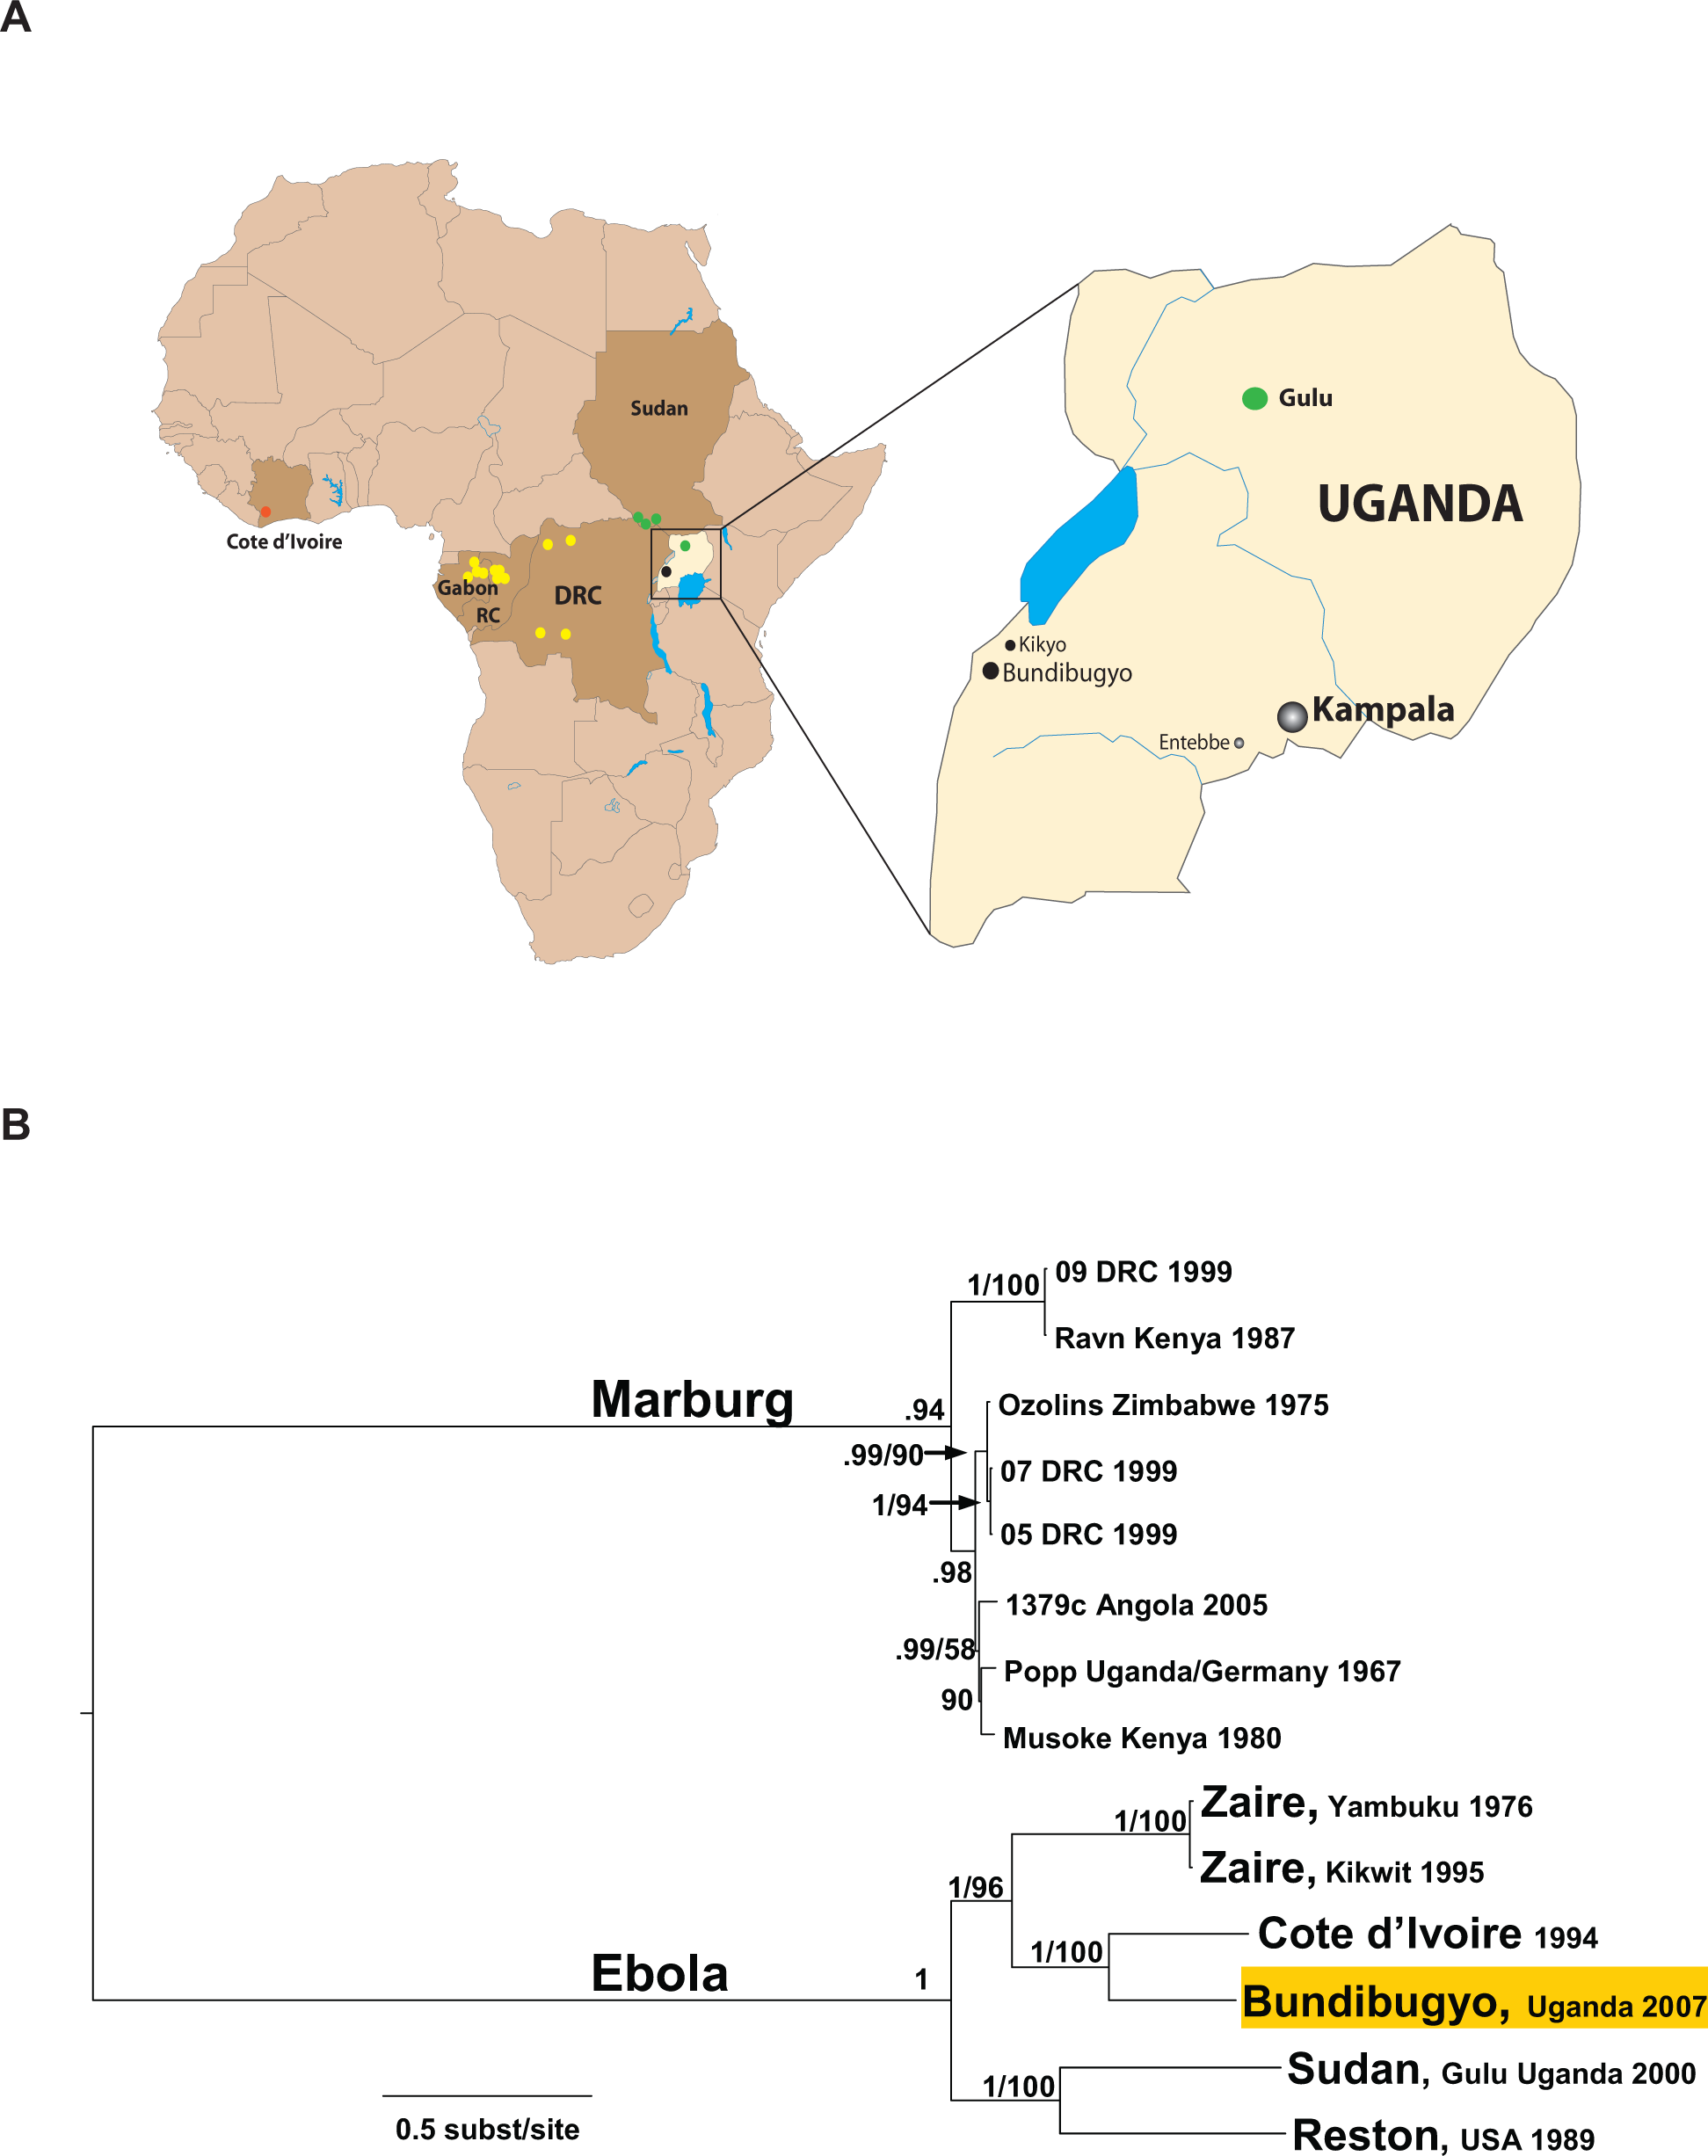 A
Sudan
Cote d’Ivoire
Gabon
RC
DRC
Gulu
UGANDA
Kikyo
Bundibugyo
Kampala
Entebbe
B
1/100
09 DRC 1999
Ravn Kenya 1987
Marburg
.94
Ozolins Zimbabwe 1975
.99/90
07 DRC 1999
1/94
05 DRC 1999
.98
1379c Angola 2005
.99/58
Popp Uganda/Germany 1967
90
Musoke Kenya 1980
Zaire, Yambuku 1976
1/100
Zaire, Kikwit 1995
1/96
Cote d’Ivoire 1994
1/100
Ebola
1
Bundibugyo, Uganda 2007
Sudan, Gulu Uganda 2000
1/100
0.5 subst/site
Reston, USA 1989